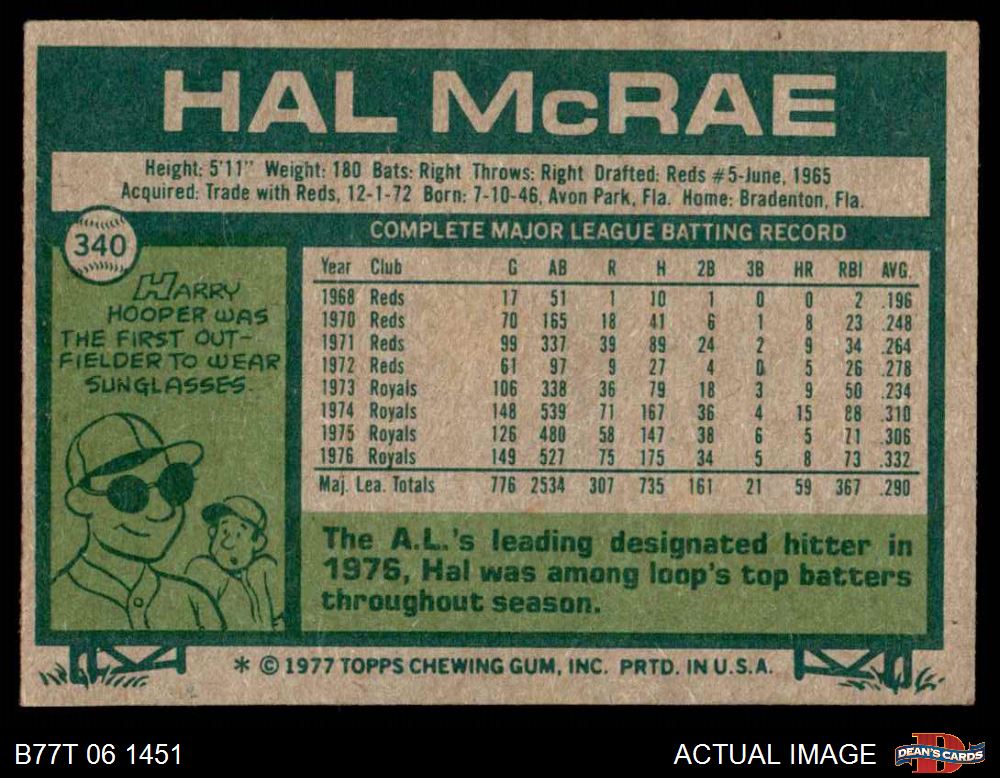 HAL McRAE
Height: 5'11" Weight: 180 Bats: Right Throws: Right Drafted: Reds #5-June, 1965
Acquired: Trade with Reds, 12-1-72 Born: 7-10-46, Avon Park, Fla. Home: Bradenton, Fla.
340
HARRY
HOOPER WAS
THE FIRST OUT-
FIELDER TO WEAR
SUNGLASSES.
COMPLETE MAJOR LEAGUE BATTING RECORD
Year Club G AB R H 2B 3B HR RBI AVG.
1968 Reds 17 51 1 10 1 0 0 2 .196
1970 Reds 70 165 18 41 6 1 8 23 .248
1971 Reds 99 337 39 89 24 2 9 34 .264
1972 Reds 61 97 9 27 4 0 5 26 .278
1973 Royals 106 338 36 79 18 3 9 50 .234
1974 Royals 148 539 71 167 36 4 15 88 .310
1975 Royals 126 480 58 147 38 6 5 71 .306
1976 Royals 149 527 75 175 34 5 8 73 .332
Maj. Lea. Totals 776 2534 307 735 161 21 59 367 .290
The A.L.'s leading designated hitter in
1976, Hal was among loop's top batters
throughout season.
* © 1977 TOPPS CHEWING GUM, INC. PRTD. IN U.S.A.
B77T 06 1451
ACTUAL IMAGE
D
DEAN'S CARDS